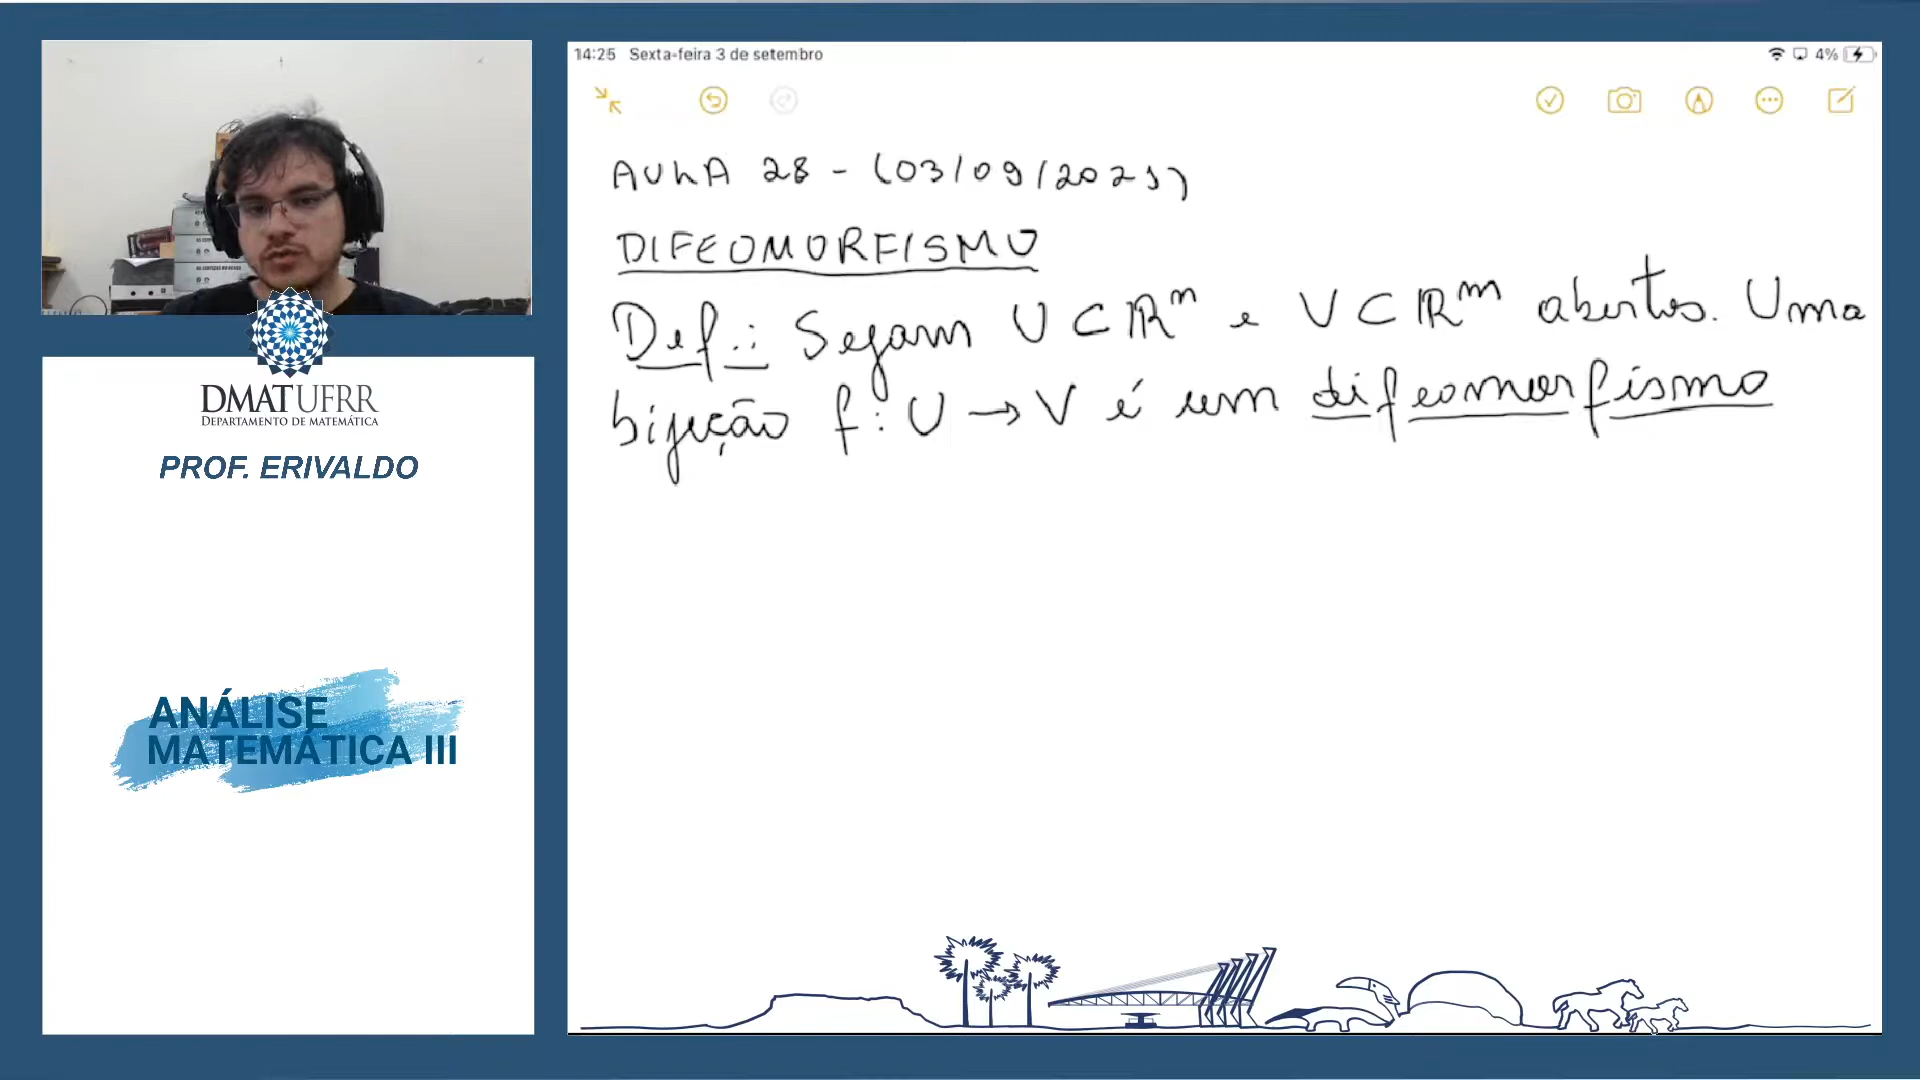 14:25 Sexta-feira 3 de setembro
4%
AULA 28 - (03/09/2021)
DIFEOMORFISMO
Def.: Sejam U ⊂ ℝⁿ e V ⊂ ℝᵐ abertos. Uma
bijeção f: U → V é um difeomorfismo
DMATUFRR
DEPARTAMENTO DE MATEMÁTICA
PROF. ERIVALDO
ANÁLISE
MATEMÁTICA III